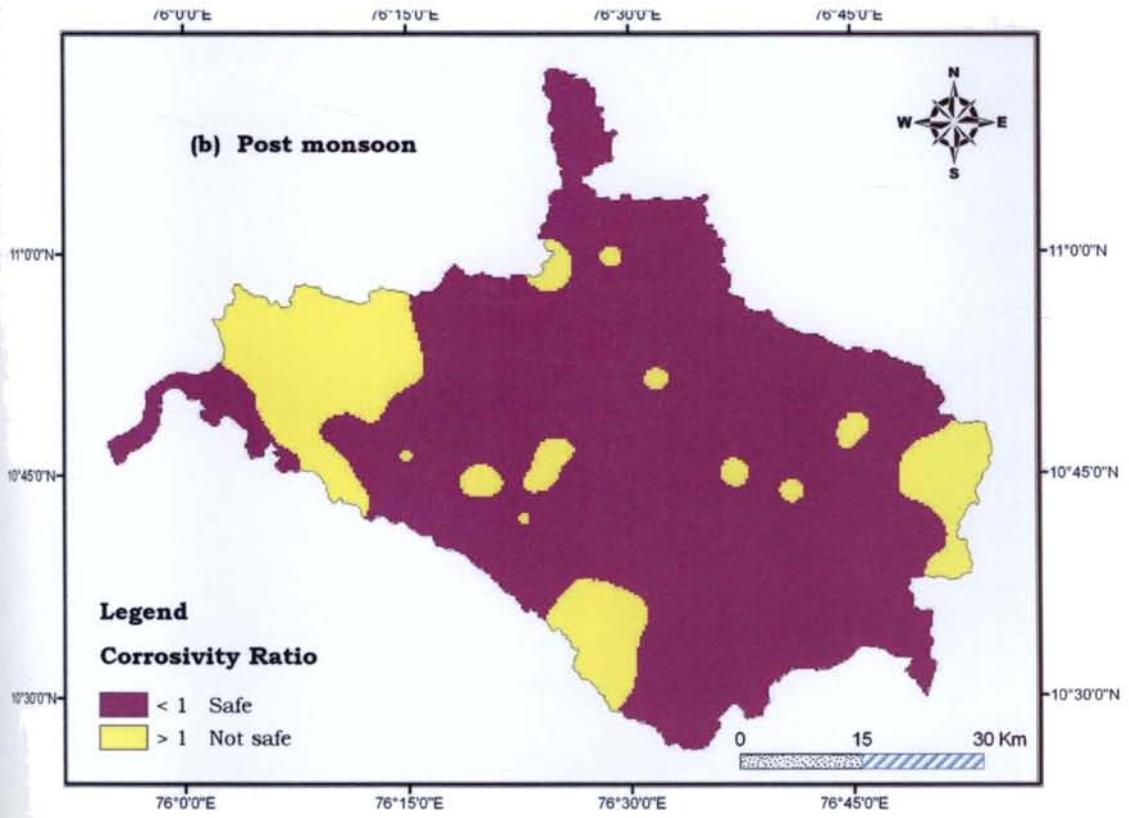 76°0'0"E 76°15'0"E 76°30'0"E 76°45'0"E
N
W E
S
(b) Post monsoon
11°0'0"N 11°0'0"N
10°45'0"N 10°45'0"N
Legend
Corrosivity Ratio
10°30'0"N 10°30'0"N
< 1 Safe
> 1 Not safe
0 15 30 Km
76°0'0"E 76°15'0"E 76°30'0"E 76°45'0"E